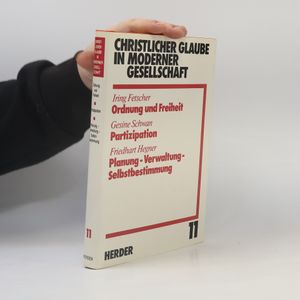 CHRISTLICHER GLAUBE
IN MODERNER
GESELLSCHAFT
Iring Fetscher
Ordnung und Freiheit
Gesine Schwan
Partizipation
Friedhart Hegner
Planung - Verwaltung -
Selbstbestimmung
HERDER
11
11
HERDER